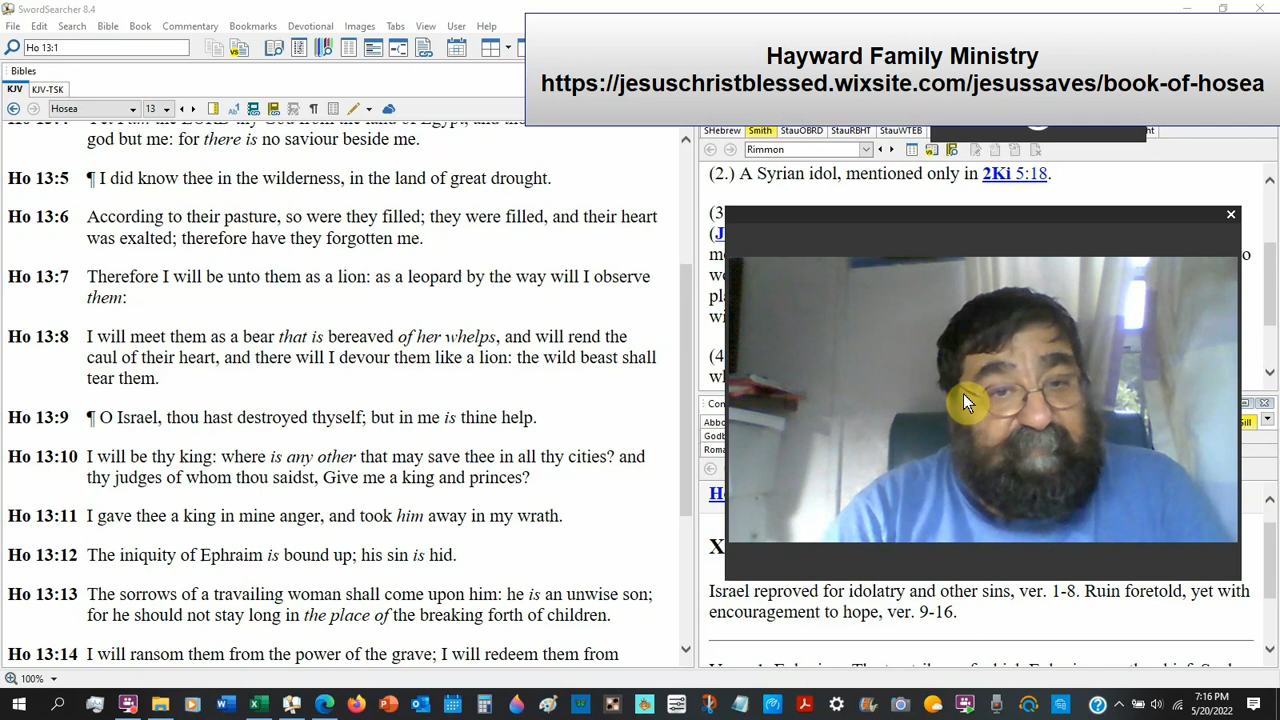 SwordSearcher 8.4
File Edit Search Bible Book Commentary Bookmarks Devotional Images Tabs View User Help
Ho 13:1
Hayward Family Ministry
https://jesuschristblessed.wixsite.com/jesussaves/book-of-hosea
Bibles
KJV KJV-TSK
Hosea 13
god but me: for there is no saviour beside me.
Ho 13:5 ¶ I did know thee in the wilderness, in the land of great drought.
Ho 13:6 According to their pasture, so were they filled; they were filled, and their heart
was exalted; therefore have they forgotten me.
Ho 13:7 Therefore I will be unto them as a lion: as a leopard by the way will I observe
them:
Ho 13:8 I will meet them as a bear that is bereaved of her whelps, and will rend the
caul of their heart, and there will I devour them like a lion: the wild beast shall
tear them.
Ho 13:9 ¶ O Israel, thou hast destroyed thyself; but in me is thine help.
Ho 13:10 I will be thy king: where is any other that may save thee in all thy cities? and
thy judges of whom thou saidst, Give me a king and princes?
Ho 13:11 I gave thee a king in mine anger, and took him away in my wrath.
Ho 13:12 The iniquity of Ephraim is bound up; his sin is hid.
Ho 13:13 The sorrows of a travailing woman shall come upon him: he is an unwise son;
for he should not stay long in the place of the breaking forth of children.
Ho 13:14 I will ransom them from the power of the grave; I will redeem them from
100%
SHebrew Smith StauOBRD StauRBHT StauWTEB
Rimmon
(2.) A Syrian idol, mentioned only in 2Ki 5:18.
(3
(4
Israel reproved for idolatry and other sins, ver. 1-8. Ruin foretold, yet with
encouragement to hope, ver. 9-16.
7:16 PM
5/20/2022